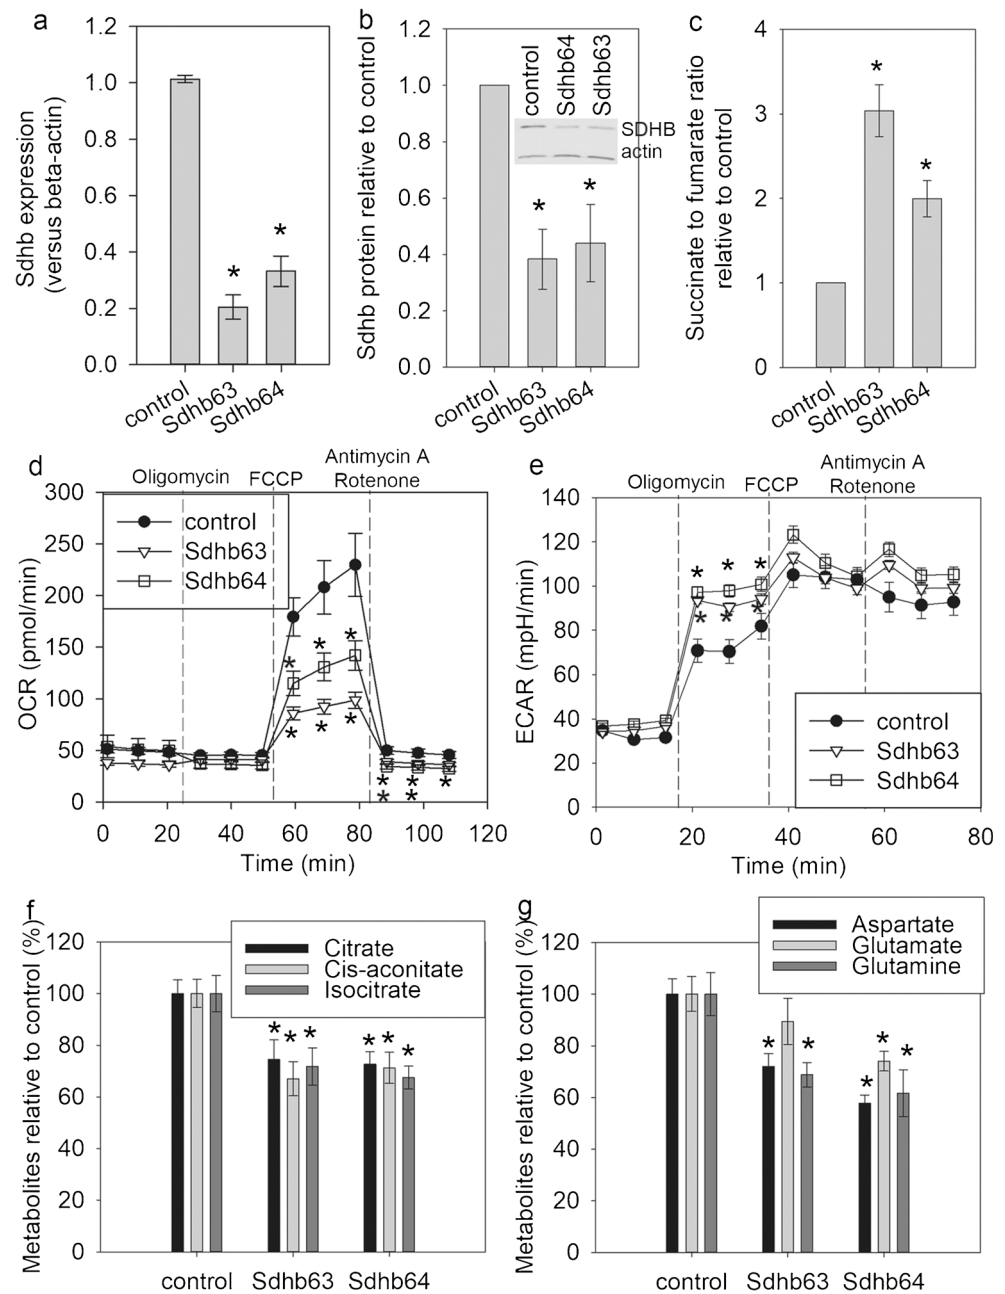 a
Sdhb expression
(versus beta-actin)
1.2
1.0
0.8
0.6
0.4
0.2
0.0
*
*
control
Sdhb63
Sdhb64
b
Sdhb protein relative to control
1.2
1.0
0.8
0.6
0.4
0.2
0.0
control
Sdhb64
Sdhb63
SDHB
actin
*
*
control
Sdhb63
Sdhb64
c
Succinate to fumarate ratio
relative to control
4
3
2
1
0
*
*
control
Sdhb63
Sdhb64
d
Oligomycin
FCCP
Antimycin A
Rotenone
OCR (pmol/min)
300
250
200
150
100
50
0
control
Sdhb63
Sdhb64
* * *
* * *
* * *
* *
0 20 40 60 80 100 120
Time (min)
e
Oligomycin
FCCP
Antimycin A
Rotenone
ECAR (mpH/min)
140
120
100
80
60
40
20
0
* * *
* * *
control
Sdhb63
Sdhb64
0 20 40 60 80
Time (min)
f
Metabolites relative to control (%)
120
100
80
60
40
20
0
Citrate
Cis-aconitate
Isocitrate
* * * * * *
control Sdhb63 Sdhb64
g
Metabolites relative to control (%)
120
100
80
60
40
20
0
Aspartate
Glutamate
Glutamine
* * * * *
control Sdhb63 Sdhb64